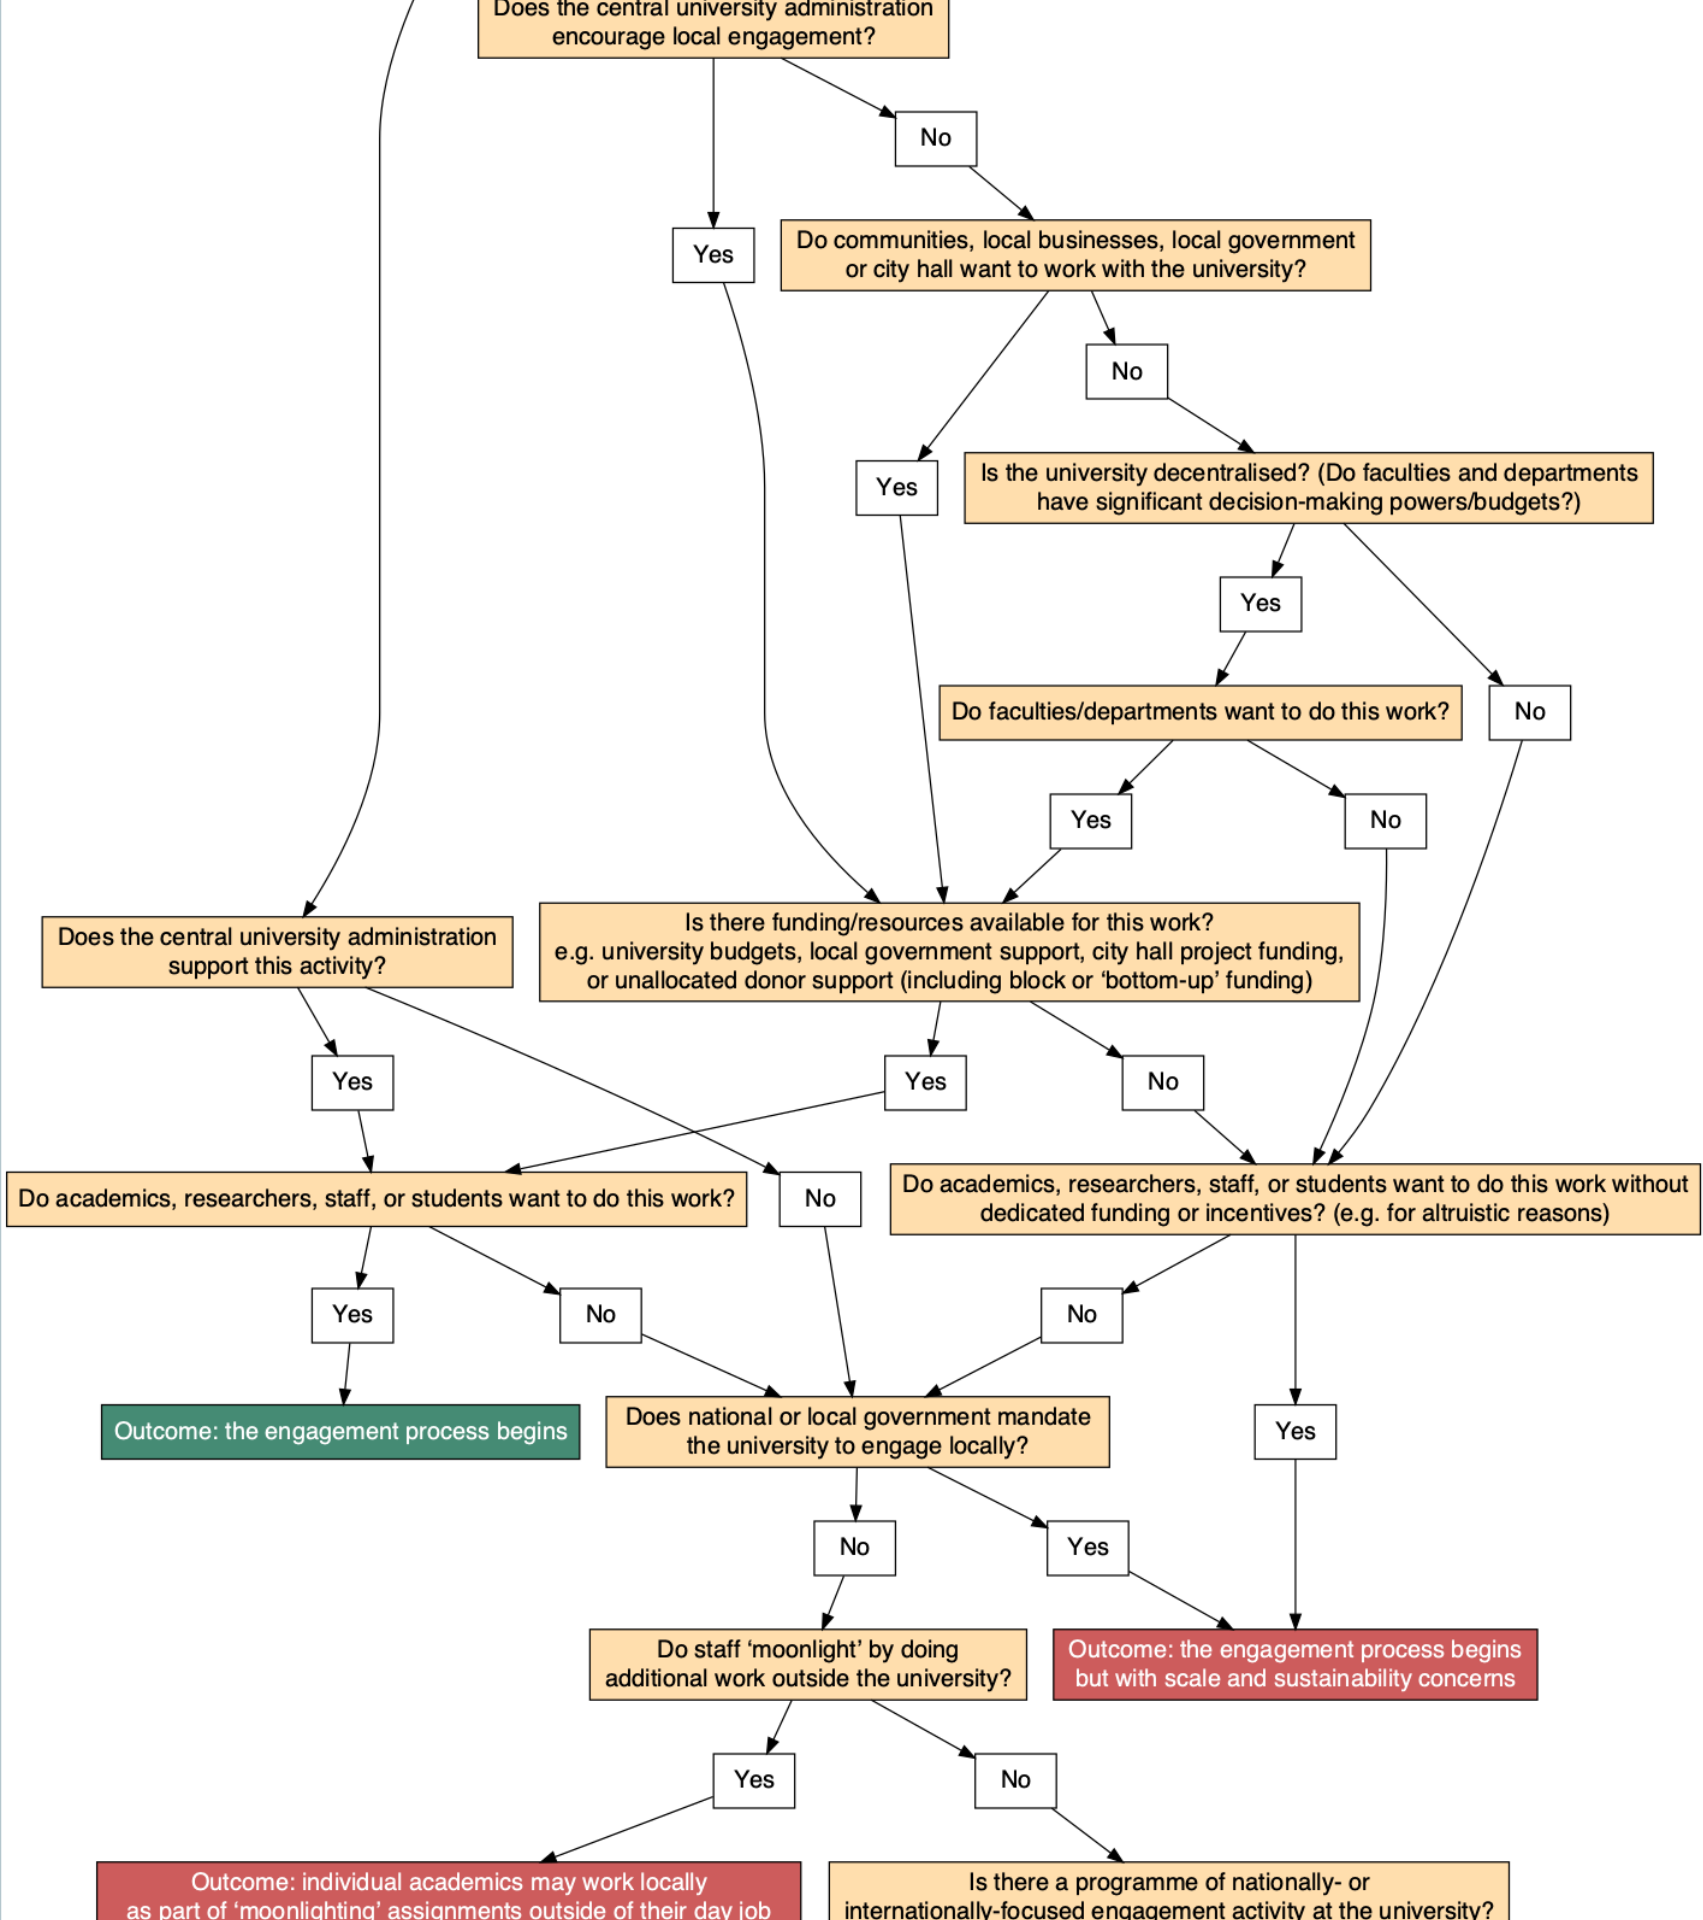 Does the central university administration
encourage local engagement?
No
Yes
Do communities, local businesses, local government
or city hall want to work with the university?
No
Yes
Is the university decentralised? (Do faculties and departments
have significant decision-making powers/budgets?)
Yes
Do faculties/departments want to do this work?
No
Yes
No
Does the central university administration
support this activity?
Is there funding/resources available for this work?
e.g. university budgets, local government support, city hall project funding,
or unallocated donor support (including block or ‘bottom-up’ funding)
Yes
Yes
No
Do academics, researchers, staff, or students want to do this work?
No
Do academics, researchers, staff, or students want to do this work without
dedicated funding or incentives? (e.g. for altruistic reasons)
Yes
No
No
Outcome: the engagement process begins
Does national or local government mandate
the university to engage locally?
Yes
No
Yes
Do staff ‘moonlight’ by doing
additional work outside the university?
Outcome: the engagement process begins
but with scale and sustainability concerns
Yes
No
Outcome: individual academics may work locally
as part of ‘moonlighting’ assignments outside of their day job
Is there a programme of nationally- or
internationally-focused engagement activity at the university?